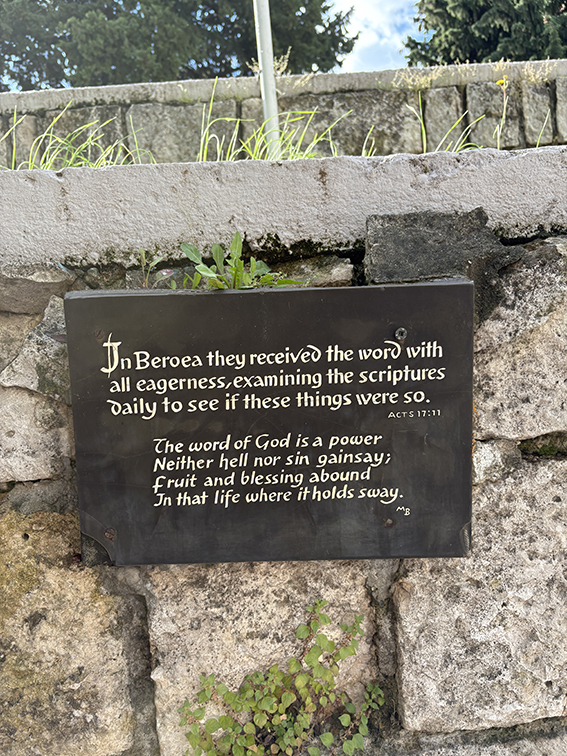 In Beroea they received the word with
all eagerness, examining the scriptures
daily to see if these things were so.
ACTS 17:11
The word of God is a power
Neither hell nor sin gainsay;
Fruit and blessing abound
In that life where it holds sway.
MB